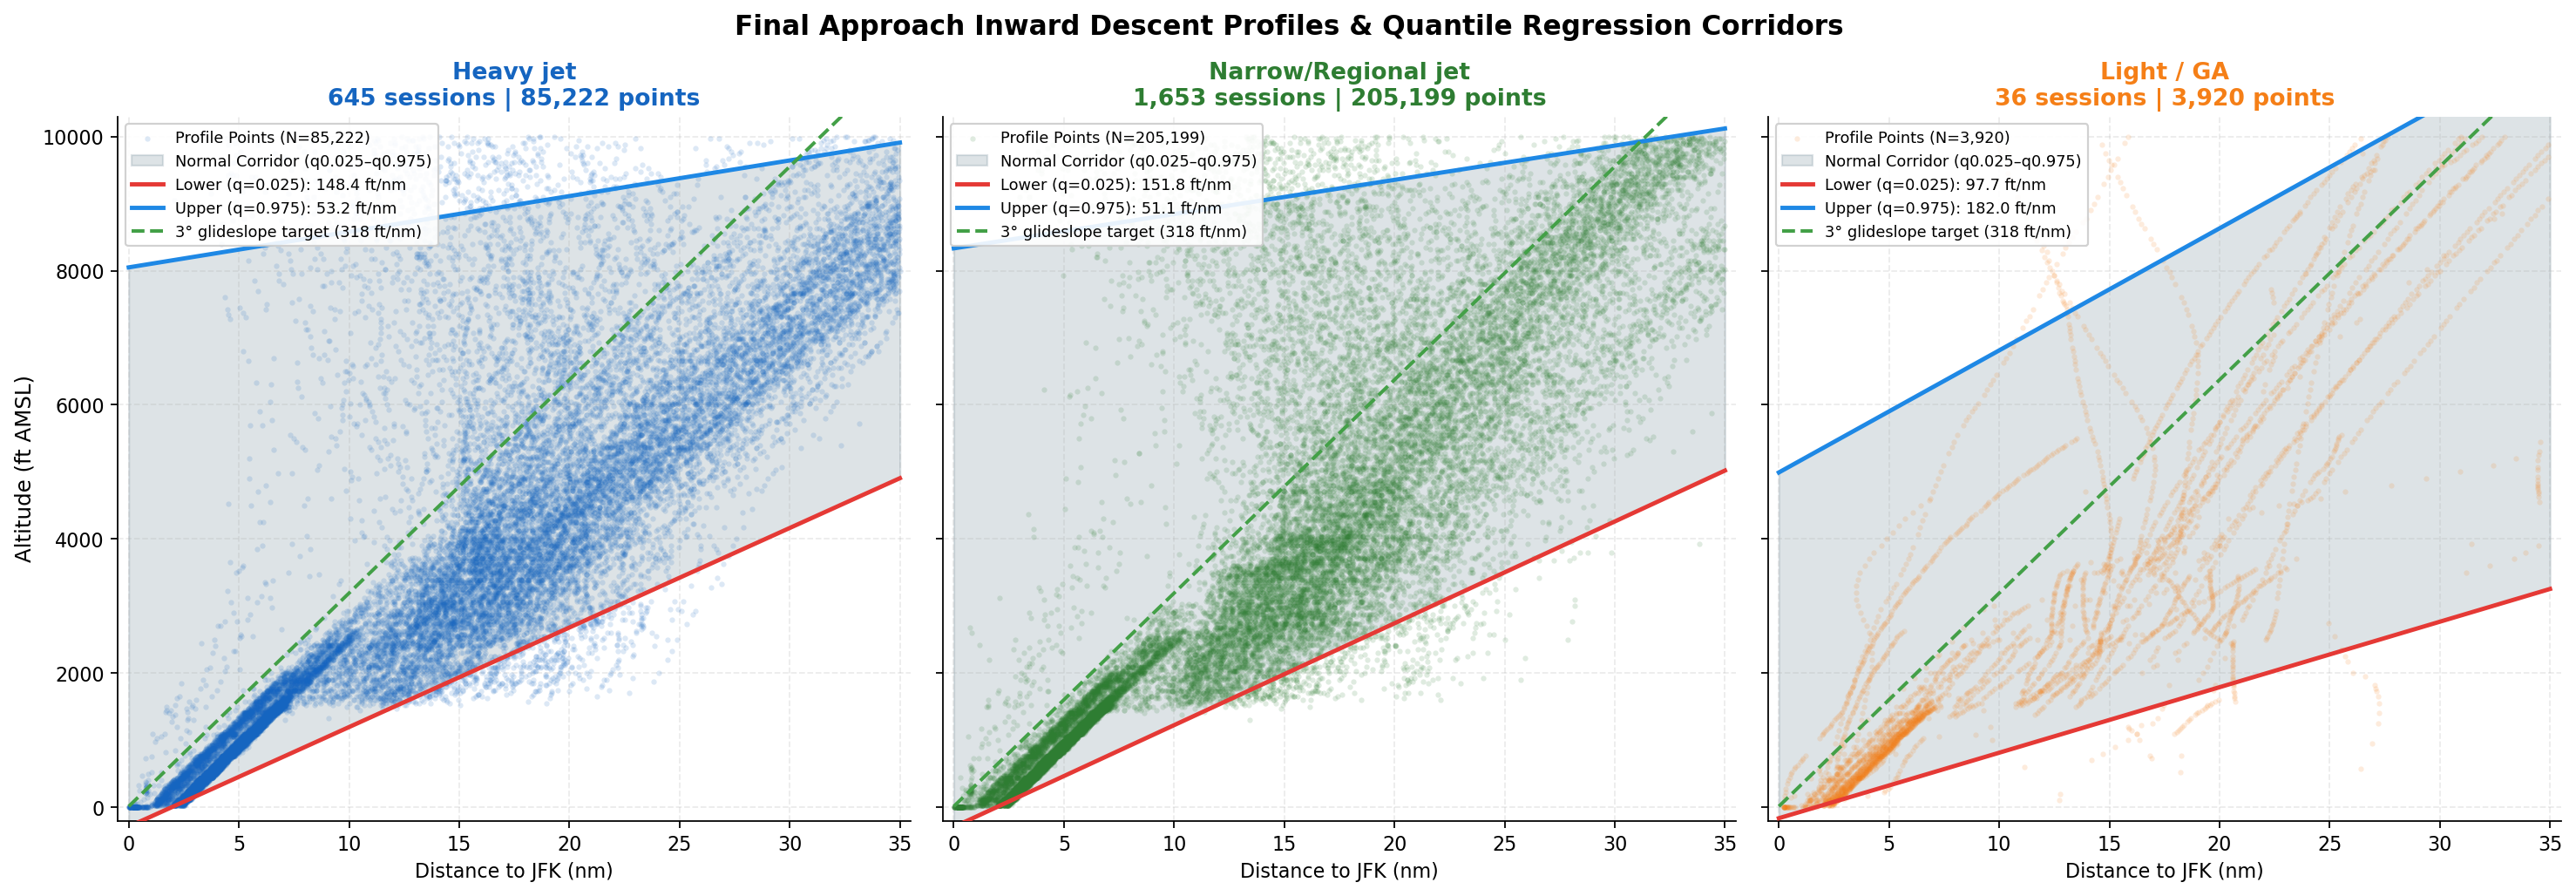 Final Approach Inward Descent Profiles & Quantile Regression Corridors
Heavy jet
645 sessions | 85,222 points
Altitude (ft AMSL)
10000
8000
6000
4000
2000
0
Profile Points (N=85,222)
Normal Corridor (q0.025–q0.975)
Lower (q=0.025): 148.4 ft/nm
Upper (q=0.975): 53.2 ft/nm
3° glideslope target (318 ft/nm)
0 5 10 15 20 25 30 35
Distance to JFK (nm)
Narrow/Regional jet
1,653 sessions | 205,199 points
Profile Points (N=205,199)
Normal Corridor (q0.025–q0.975)
Lower (q=0.025): 151.8 ft/nm
Upper (q=0.975): 51.1 ft/nm
3° glideslope target (318 ft/nm)
0 5 10 15 20 25 30 35
Distance to JFK (nm)
Light / GA
36 sessions | 3,920 points
Profile Points (N=3,920)
Normal Corridor (q0.025–q0.975)
Lower (q=0.025): 97.7 ft/nm
Upper (q=0.975): 182.0 ft/nm
3° glideslope target (318 ft/nm)
0 5 10 15 20 25 30 35
Distance to JFK (nm)